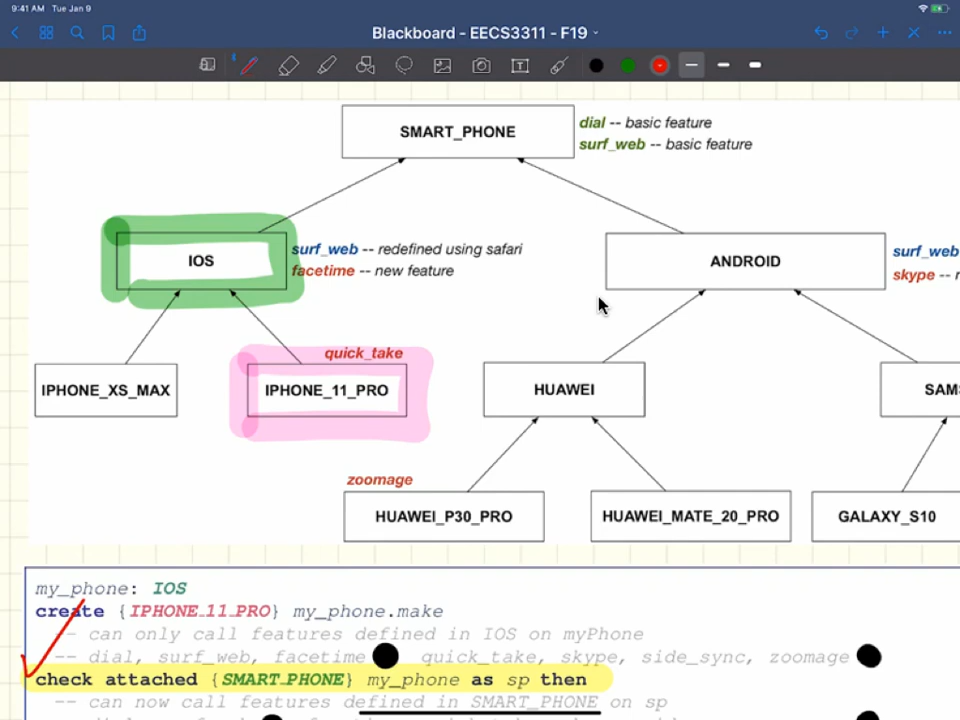 9:41 AM Tue Jan 9
Blackboard - EECS3311 - F19
SMART_PHONE
dial -- basic feature
surf_web -- basic feature
IOS
surf_web -- redefined using safari
facetime -- new feature
ANDROID
surf_web
skype --
quick_take
IPHONE_XS_MAX
IPHONE_11_PRO
HUAWEI
SAMS
zoomage
HUAWEI_P30_PRO
HUAWEI_MATE_20_PRO
GALAXY_S10
my_phone: IOS
create {IPHONE_11_PRO} my_phone.make
-- can only call features defined in IOS on myPhone
-- dial, surf_web, facetime quick_take, skype, side_sync, zoomage
check attached {SMART_PHONE} my_phone as sp then
-- can now call features defined in SMART_PHONE on sp